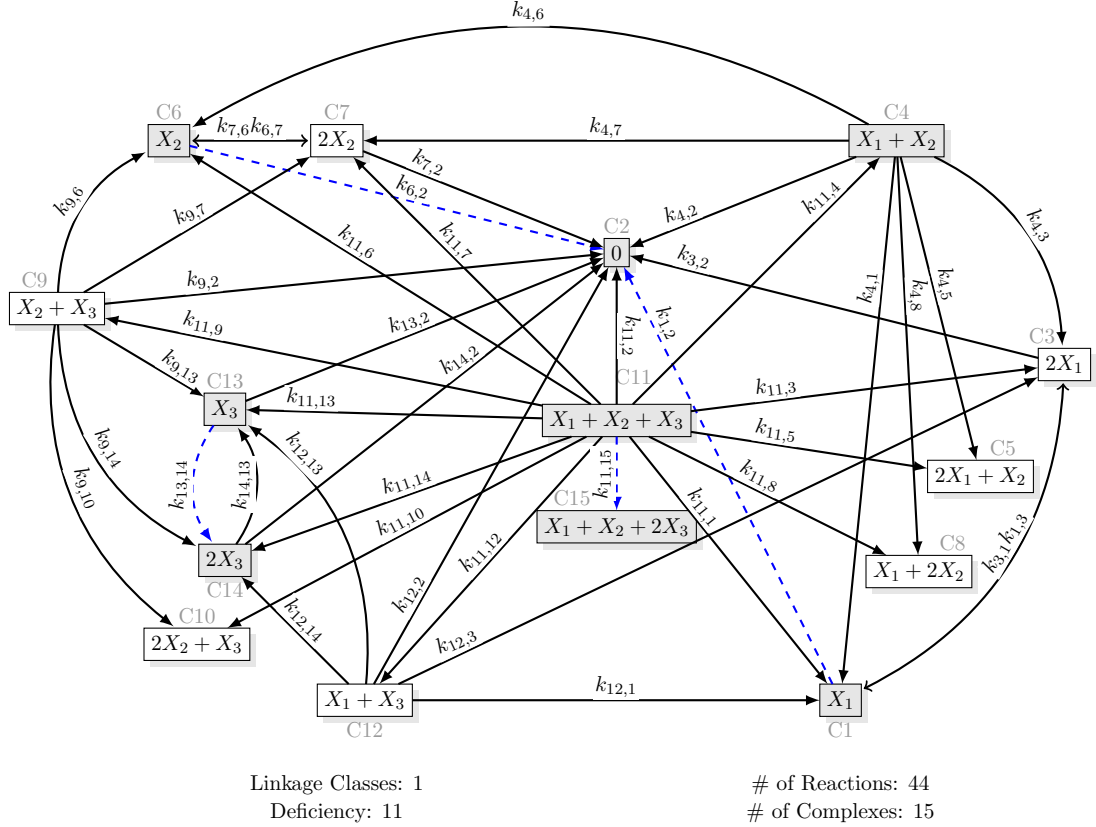 k4,6
C6
C7
C4
X2
k7,6k6,7
2X2
k4,7
X1 + X2
k7,2
k6,2
k9,6
k9,7
k11,6
k11,7
k11,4
k4,2
k4,3
C2
0
k3,2
k4,1
k4,8
k4,5
C9
X2 + X3
k9,2
k11,9
k13,2
k14,2
k11,2
k1,2
C3
2X1
k9,13
C13
X3
k11,13
C11
X1 + X2 + X3
k11,3
k11,5
C5
2X1 + X2
k9,14
k9,10
k13,14
k14,13
k12,13
k11,14
k11,10
k11,15
k11,8
k11,1
C15
X1 + X2 + 2X3
k11,12
C8
X1 + 2X2
k3,1k1,3
2X3
C14
k12,2
C10
2X2 + X3
k12,14
k12,3
X1 + X3
C12
k12,1
X1
C1
Linkage Classes: 1
# of Reactions: 44
Deficiency: 11
# of Complexes: 15